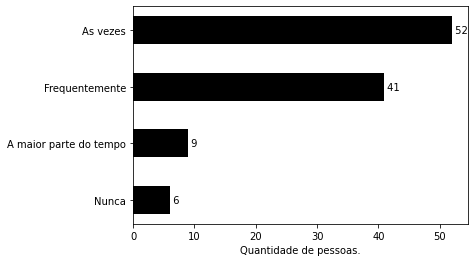 As vezes 52
Frequentemente 41
A maior parte do tempo 9
Nunca 6
0 10 20 30 40 50
Quantidade de pessoas.